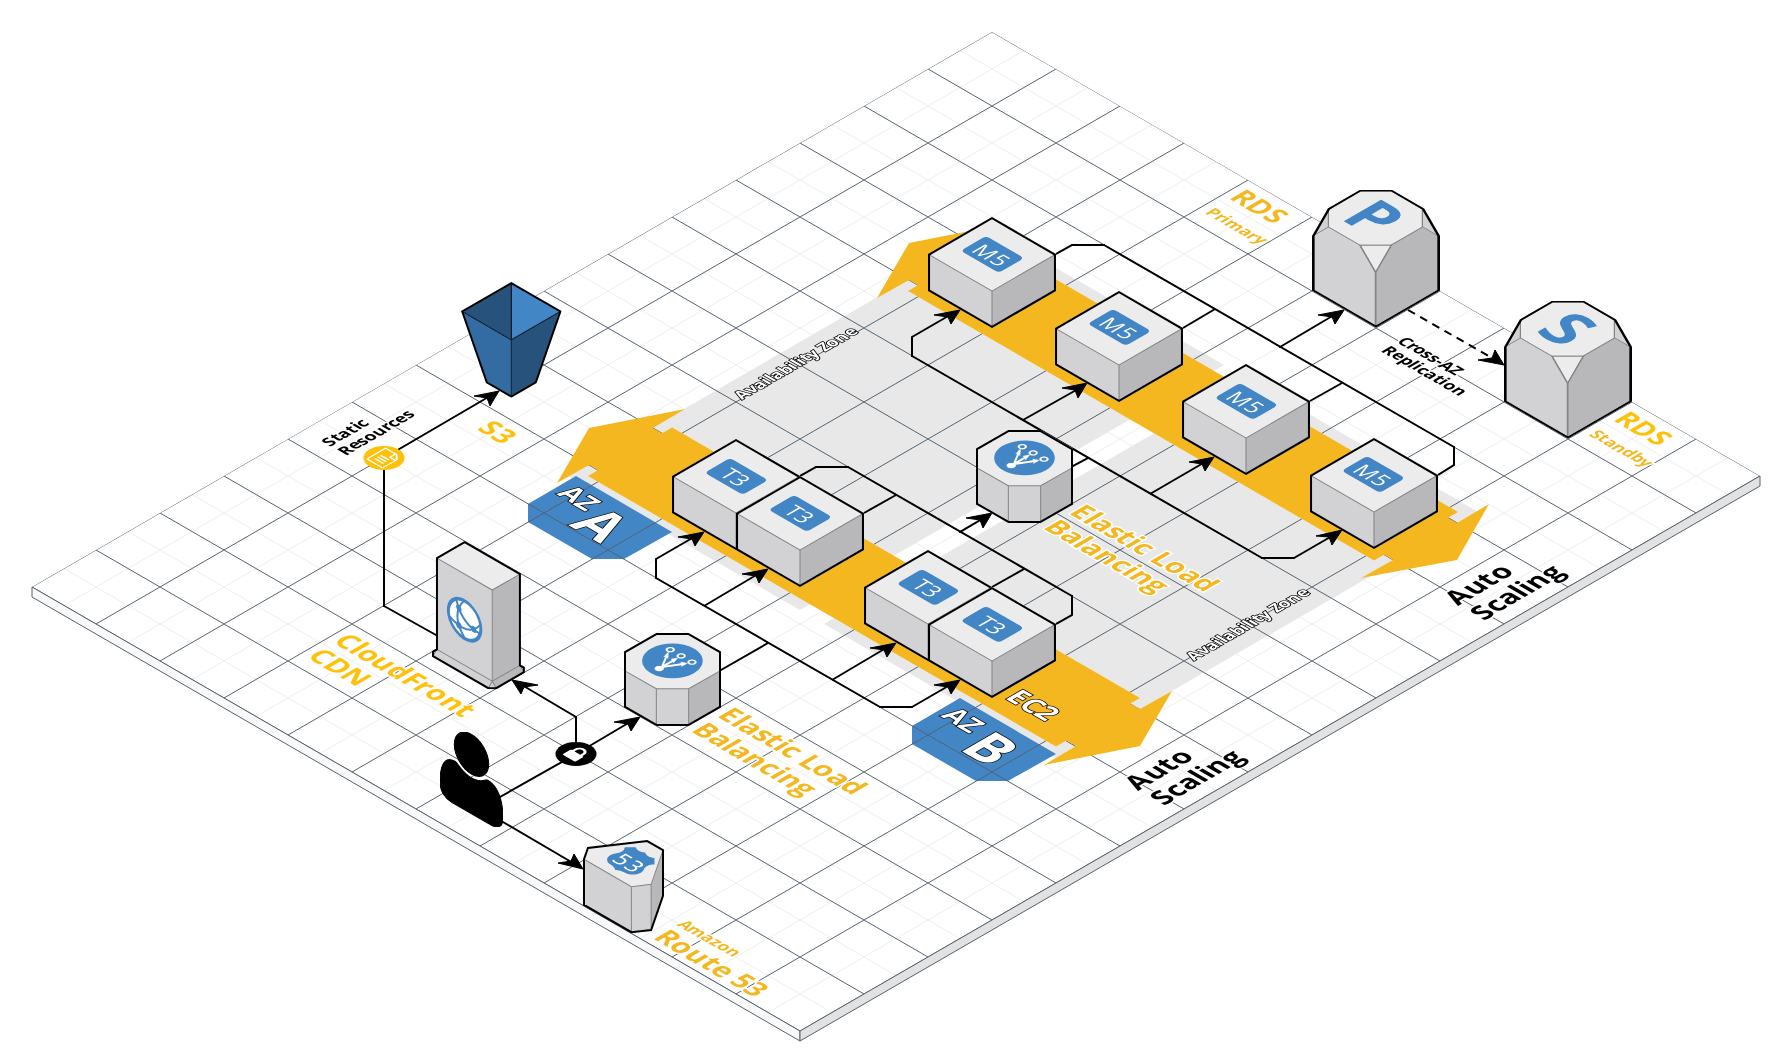 RDS
Primary
P
S
M5
M5
M5
M5
Cross-AZ
Replication
RDS
Standby
Availability Zone
Static
Resources
S3
T3
T3
AZ
A
Elastic Load
Balancing
Auto
Scaling
T3
T3
Availability Zone
CloudFront
CDN
EC2
AZ
B
Elastic Load
Balancing
Auto
Scaling
53
Amazon
Route 53